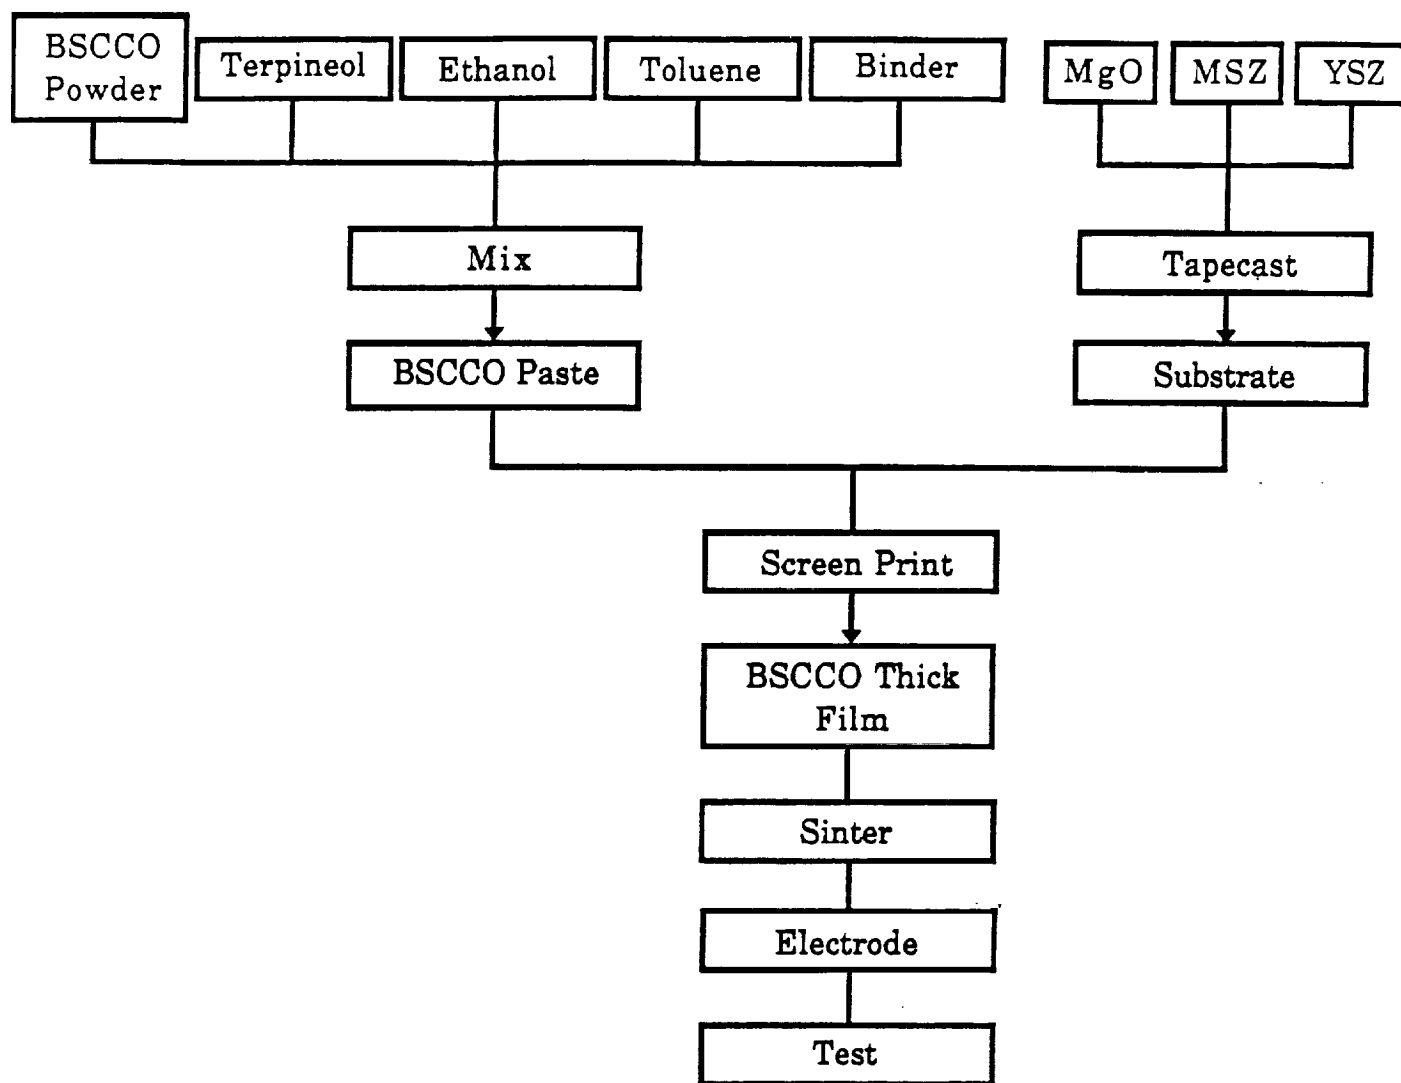 BSCCO
Powder
Terpineol
Ethanol
Toluene
Binder
MgO
MSZ
YSZ
Mix
Tapecast
BSCCO Paste
Substrate
Screen Print
BSCCO Thick
Film
Sinter
Electrode
Test